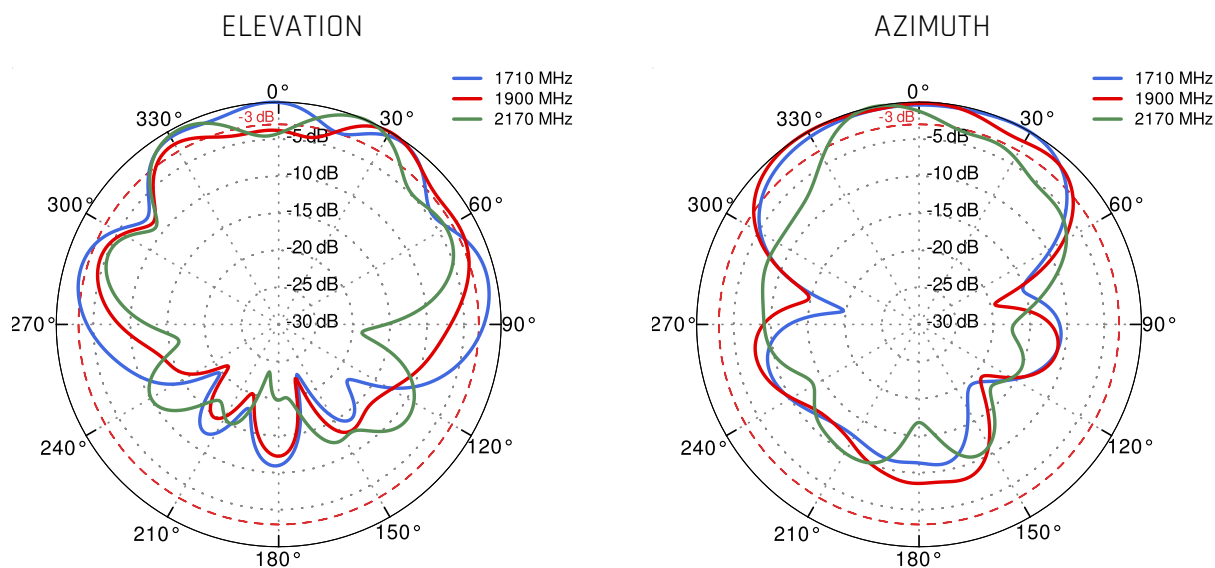 ELEVATION
1710 MHz
1900 MHz
2170 MHz
0°
330°
30°
-3 dB
-5 dB
-10 dB
300°
60°
-15 dB
-20 dB
-25 dB
270°
-30 dB
90°
240°
120°
210°
150°
180°
AZIMUTH
1710 MHz
1900 MHz
2170 MHz
0°
330°
30°
-3 dB
-5 dB
-10 dB
300°
60°
-15 dB
-20 dB
-25 dB
270°
-30 dB
90°
240°
120°
210°
150°
180°